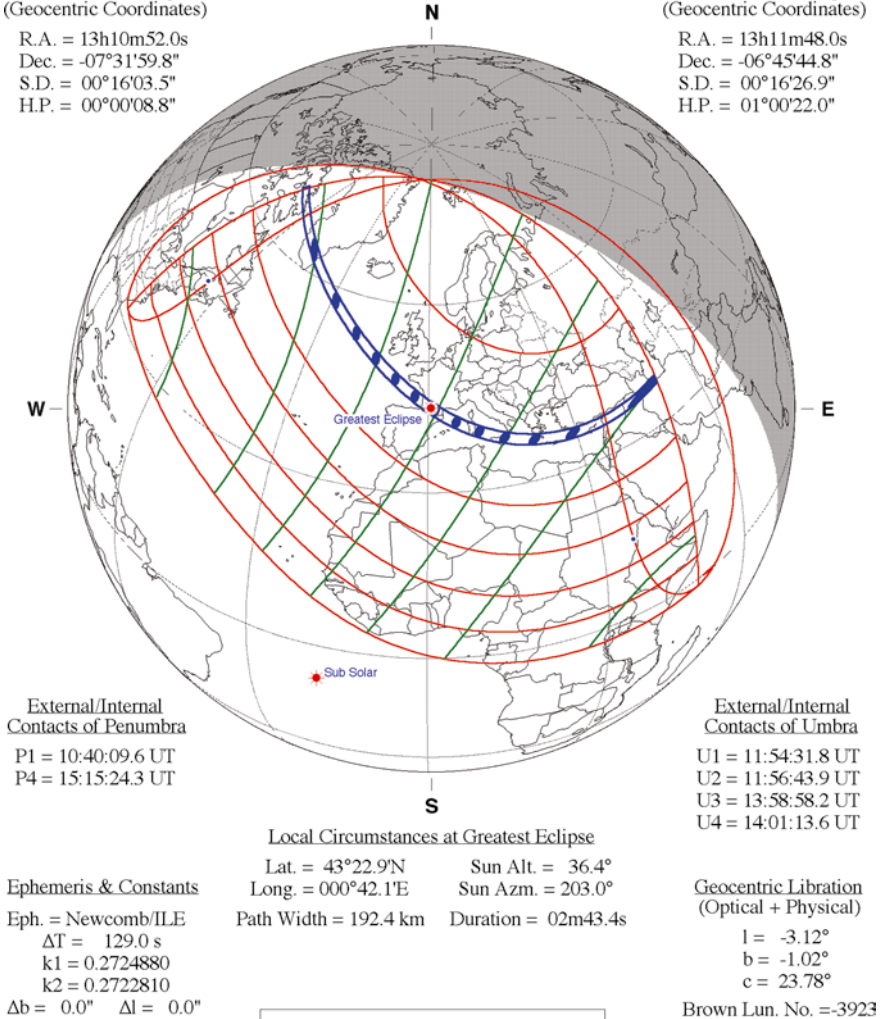 (Geocentric Coordinates)
R.A. = 13h10m52.0s
Dec. = -07°31'59.8"
S.D. = 00°16'03.5"
H.P. = 00°00'08.8"
N
(Geocentric Coordinates)
R.A. = 13h11m48.0s
Dec. = -06°45'44.8"
S.D. = 00°16'26.9"
H.P. = 01°00'22.0"
W
E
Greatest Eclipse
Sub Solar
S
External/Internal
Contacts of Penumbra
P1 = 10:40:09.6 UT
P4 = 15:15:24.3 UT
External/Internal
Contacts of Umbra
U1 = 11:54:31.8 UT
U2 = 11:56:43.9 UT
U3 = 13:58:58.2 UT
U4 = 14:01:13.6 UT
Local Circumstances at Greatest Eclipse
Lat. = 43°22.9'N Sun Alt. = 36.4°
Long. = 000°42.1'E Sun Azm. = 203.0°
Path Width = 192.4 km Duration = 02m43.4s
Ephemeris & Constants
Eph. = Newcomb/ILE
ΔT = 129.0 s
k1 = 0.2724880
k2 = 0.2722810
Δb = 0.0" Δl = 0.0"
Geocentric Libration
(Optical + Physical)
l = -3.12°
b = -1.02°
c = 23.78°
Brown Lun. No. =-3923